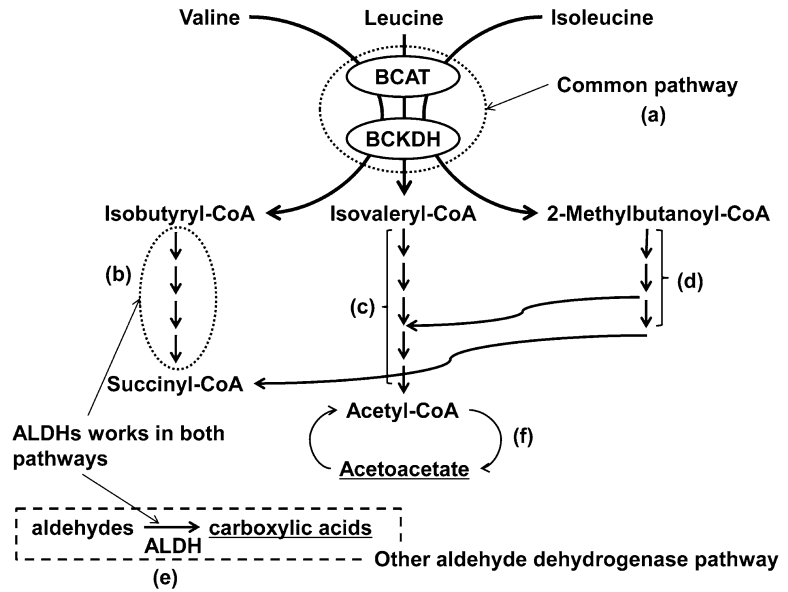 Valine
Leucine
Isoleucine
BCAT
Common pathway
(a)
BCKDH
Isobutyryl-CoA
Isovaleryl-CoA
2-Methylbutanoyl-CoA
(b)
(c)
(d)
Succinyl-CoA
Acetyl-CoA
(f)
Acetoacetate
ALDHs works in both
pathways
aldehydes
carboxylic acids
ALDH
Other aldehyde dehydrogenase pathway
(e)